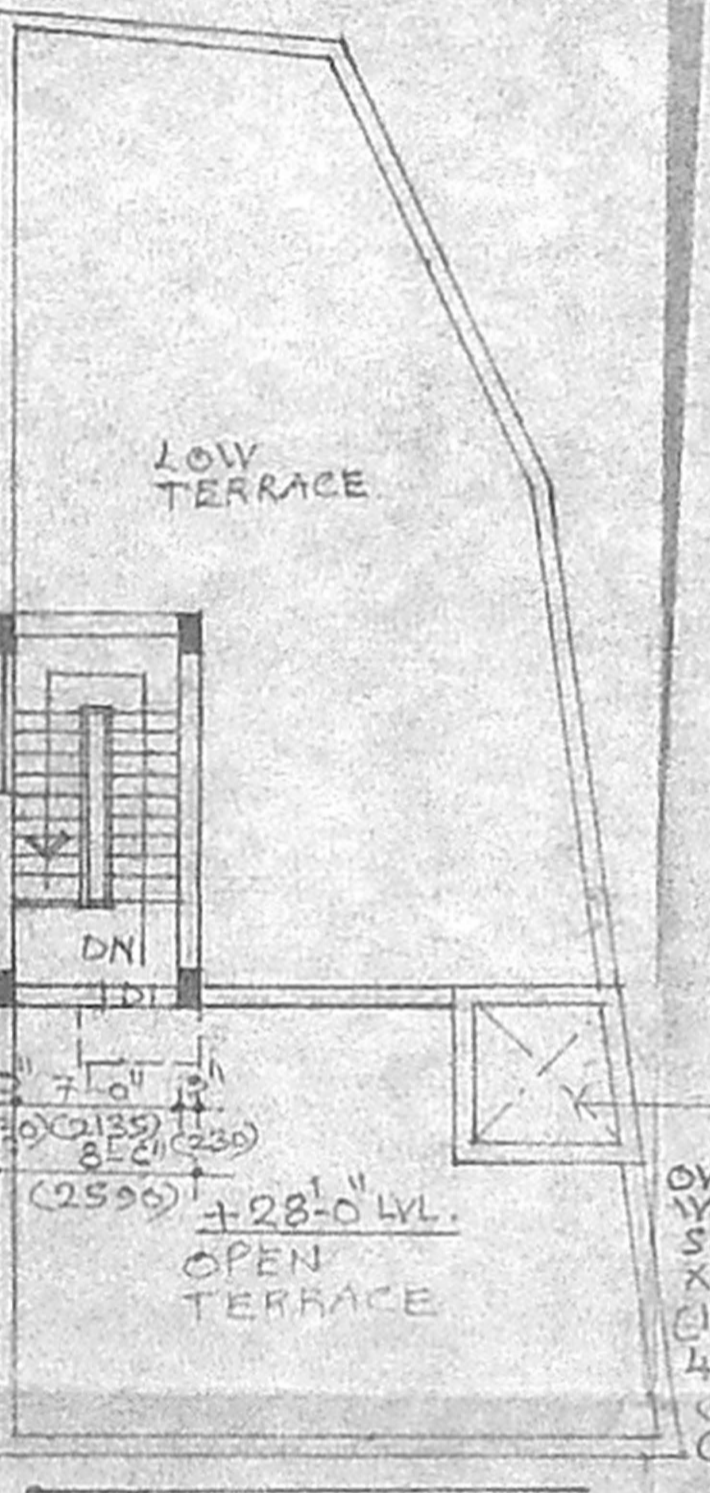 LOW
TERRACE
DN
D1
7'-0"
(2135) (230)
8'-6"
(2590)
+28'-0" LVL.
OPEN
TERRACE